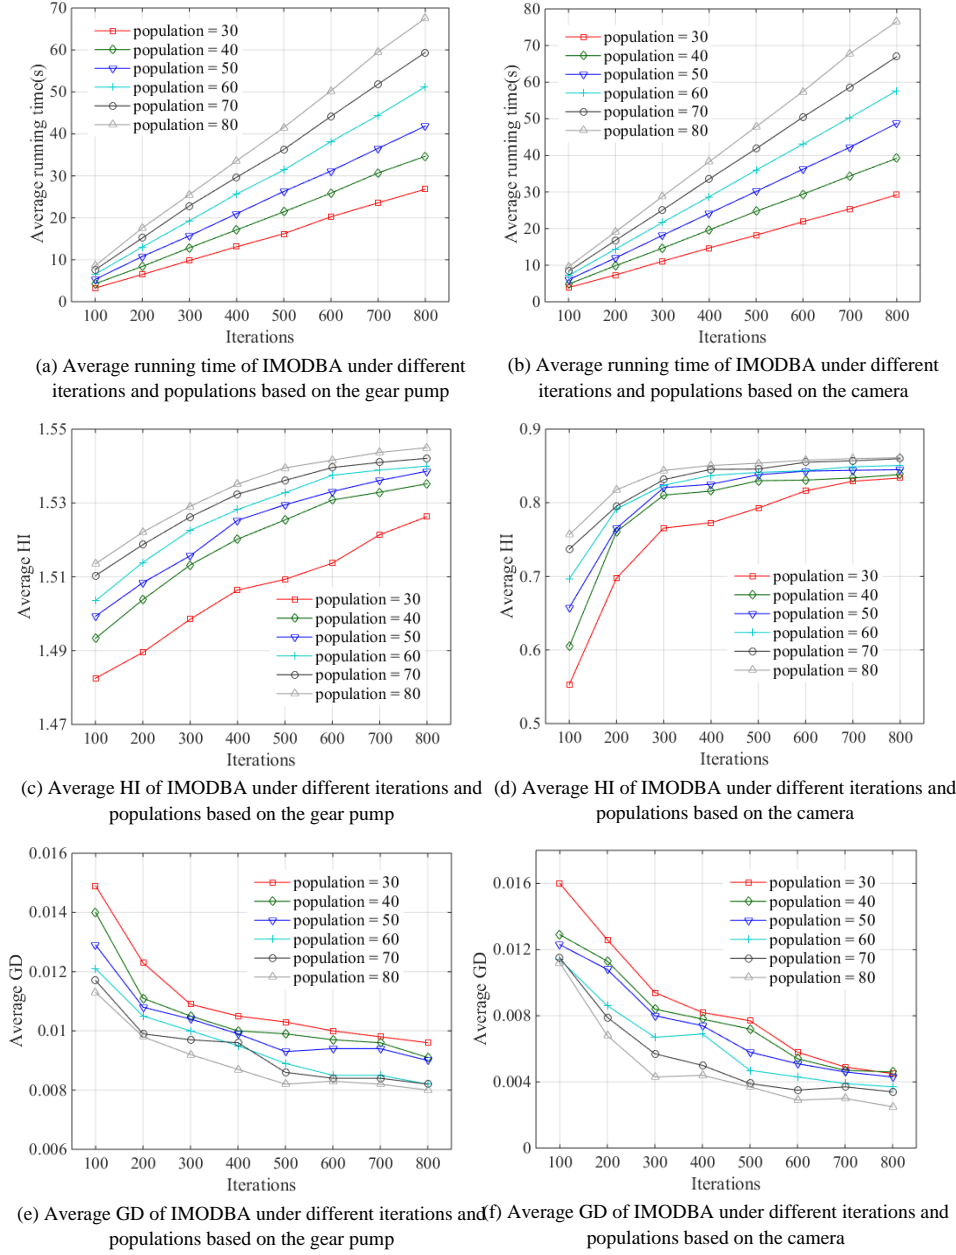 70
60
50
40
30
20
10
0
Average running time(s)
population = 30
population = 40
population = 50
population = 60
population = 70
population = 80
100 200 300 400 500 600 700 800
Iterations
(a) Average running time of IMODBA under different
iterations and populations based on the gear pump
80
70
60
50
40
30
20
10
0
Average running time(s)
population = 30
population = 40
population = 50
population = 60
population = 70
population = 80
100 200 300 400 500 600 700 800
Iterations
(b) Average running time of IMODBA under different
iterations and populations based on the camera
1.55
1.53
1.51
1.49
1.47
Average HI
population = 30
population = 40
population = 50
population = 60
population = 70
population = 80
100 200 300 400 500 600 700 800
Iterations
(c) Average HI of IMODBA under different iterations and
populations based on the gear pump
0.9
0.8
0.7
0.6
0.5
Average HI
population = 30
population = 40
population = 50
population = 60
population = 70
population = 80
100 200 300 400 500 600 700 800
Iterations
(d) Average HI of IMODBA under different iterations and
populations based on the camera
0.016
0.014
0.012
0.01
0.008
0.006
Average GD
population = 30
population = 40
population = 50
population = 60
population = 70
population = 80
100 200 300 400 500 600 700 800
Iterations
(e) Average GD of IMODBA under different iterations and
populations based on the gear pump
0.016
0.012
0.008
0.004
0
Average GD
population = 30
population = 40
population = 50
population = 60
population = 70
population = 80
100 200 300 400 500 600 700 800
Iterations
(f) Average GD of IMODBA under different iterations and
populations based on the camera